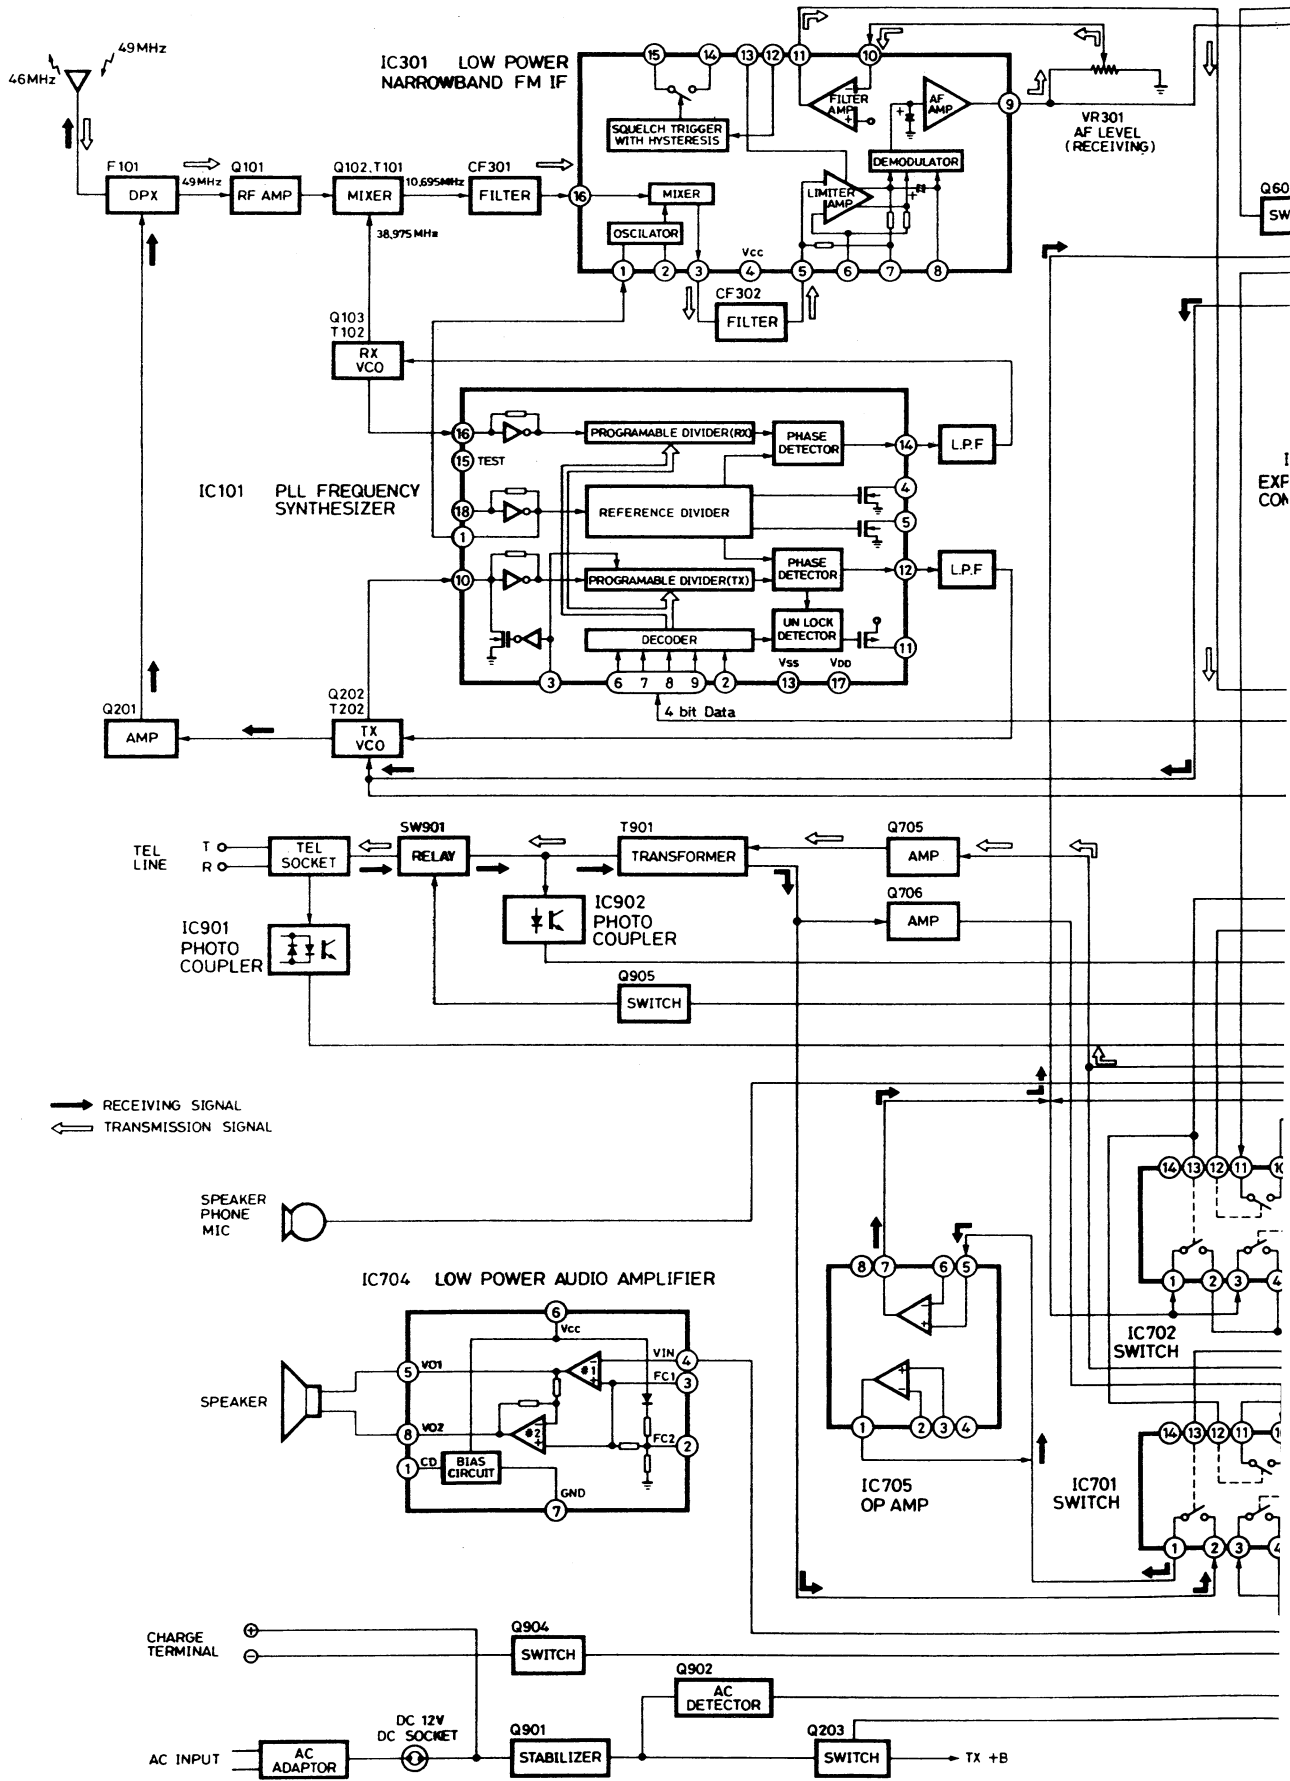 49MHz
46MHz
IC301 LOW POWER
NARROWBAND FM IF
15
14
13
12
11
10
FILTER
AMP
AF
AMP
9
SQUELCH TRIGGER
WITH HYSTERESIS
DEMODULATOR
VR301
AF LEVEL
(RECEIVING)
F101
DPX
49MHz
Q101
RF AMP
Q102,T101
MIXER
10,695MHz
CF301
FILTER
16
MIXER
LIMITER
AMP
OSCILATOR
38,975MHz
Vcc
1
2
3
4
5
6
7
8
CF302
FILTER
Q60
SW
Q103
T102
RX
VCO
16
PROGRAMABLE DIVIDER(RX)
PHASE
DETECTOR
14
L.P.F
15
TEST
IC101 PLL FREQUENCY
SYNTHESIZER
18
1
REFERENCE DIVIDER
4
5
I
EXP
CON
10
PROGRAMABLE DIVIDER(TX)
PHASE
DETECTOR
12
L.P.F
DECODER
UN LOCK
DETECTOR
11
3
6
7
8
9
2
Vss
13
VDD
17
4 bit Data
Q201
AMP
Q202
T202
TX
VCO
TEL
LINE
T
R
TEL
SOCKET
SW901
RELAY
T901
TRANSFORMER
Q705
AMP
Q706
AMP
IC901
PHOTO
COUPLER
IC902
PHOTO
COUPLER
Q905
SWITCH
RECEIVING SIGNAL
TRANSMISSION SIGNAL
SPEAKER
PHONE
MIC
14
13
12
11
10
8
7
6
5
1
2
3
4
IC702
SWITCH
IC704 LOW POWER AUDIO AMPLIFIER
6
Vcc
5
VO1
#1
VIN
4
FC1
3
SPEAKER
8
VO2
#2
FC2
2
1
CD
BIAS
CIRCUIT
GND
7
1
2
3
4
IC705
OP AMP
14
13
12
11
IC701
SWITCH
1
2
3
4
CHARGE
TERMINAL
+
−
Q904
SWITCH
Q902
AC
DETECTOR
AC INPUT
AC
ADAPTOR
DC 12V
DC SOCKET
Q901
STABILIZER
Q203
SWITCH
TX +B